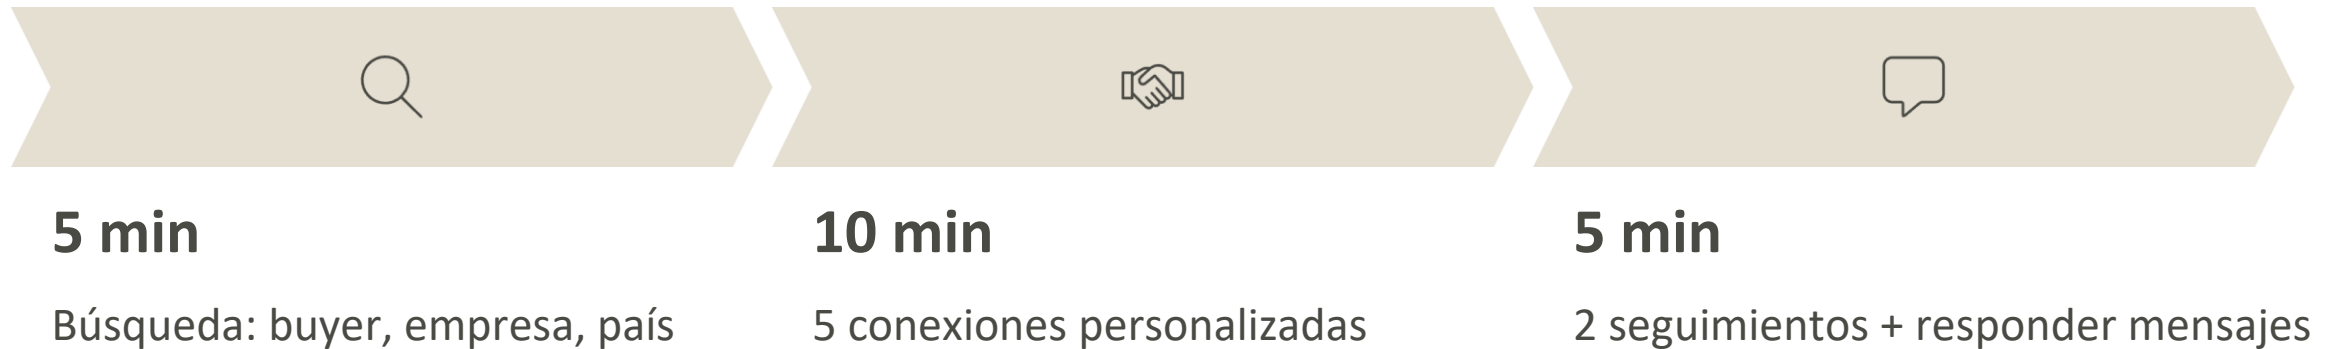 5 min
Búsqueda: buyer, empresa, país
10 min
5 conexiones personalizadas
5 min
2 seguimientos + responder mensajes